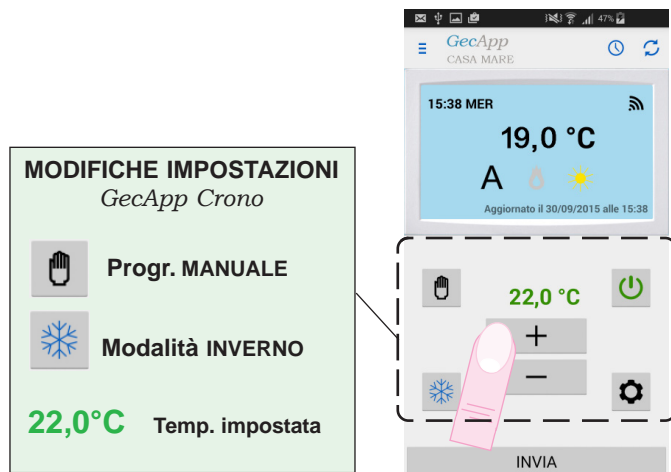 MODIFICHE IMPOSTAZIONI
GecApp Crono
Progr. MANUALE
Modalità INVERNO
22,0°C Temp. impostata
47%
GecApp
CASA MARE
15:38 MER
19,0 °C
A
Aggiornato il 30/09/2015 alle 15:38
22,0 °C
+
−
INVIA